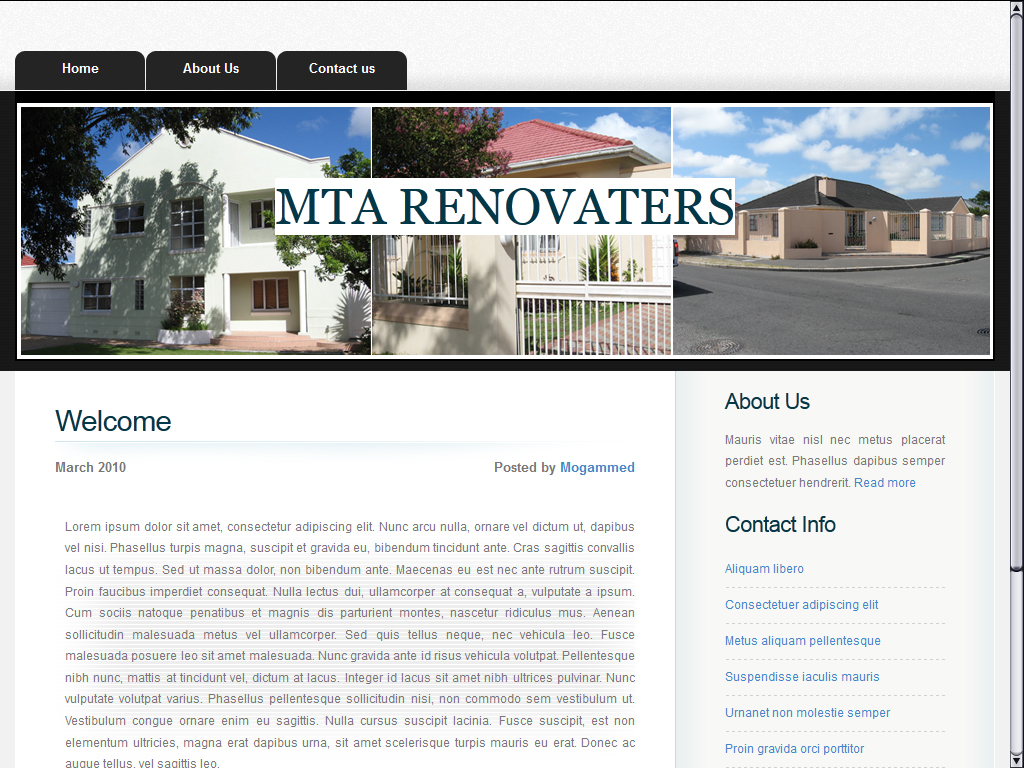 Home About Us Contact us
MTA RENOVATERS
Welcome
March 2010 Posted by Mogammed
Lorem ipsum dolor sit amet, consectetur adipiscing elit. Nunc arcu nulla, ornare vel dictum ut, dapibus
vel nisi. Phasellus turpis magna, suscipit et gravida eu, bibendum tincidunt ante. Cras sagittis convallis
lacus ut tempus. Sed ut massa dolor, non bibendum ante. Maecenas eu est nec ante rutrum suscipit.
Proin faucibus imperdiet consequat. Nulla lectus dui, ullamcorper at consequat a, vulputate a ipsum.
Cum sociis natoque penatibus et magnis dis parturient montes, nascetur ridiculus mus. Aenean
sollicitudin malesuada metus vel ullamcorper. Sed quis tellus neque, nec vehicula leo. Fusce
malesuada posuere leo sit amet malesuada. Nunc gravida ante id risus vehicula volutpat. Pellentesque
nibh nunc, mattis at tincidunt vel, dictum at lacus. Integer id lacus sit amet nibh ultrices pulvinar. Nunc
vulputate volutpat varius. Phasellus pellentesque sollicitudin nisi, non commodo sem vestibulum ut.
Vestibulum congue ornare enim eu sagittis. Nulla cursus suscipit lacinia. Fusce suscipit, est non
elementum ultricies, magna erat dapibus urna, sit amet scelerisque turpis mauris eu erat. Donec ac
augue tellus, vel sagittis leo.
About Us
Mauris vitae nisl nec metus placerat
perdiet est. Phasellus dapibus semper
consectetuer hendrerit. Read more
Contact Info
Aliquam libero
Consectetuer adipiscing elit
Metus aliquam pellentesque
Suspendisse iaculis mauris
Urnanet non molestie semper
Proin gravida orci porttitor